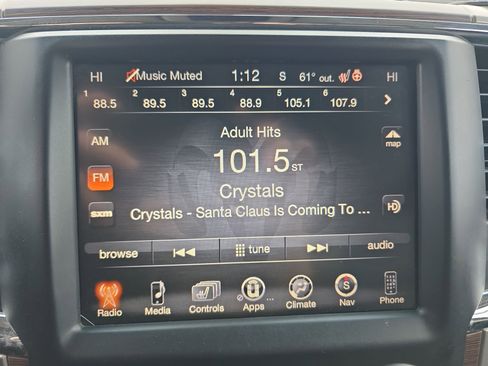 HI Music Muted 1:12 S 61° out. HI
1 88.5 2 89.5 3 89.5 4 88.9 5 105.1 6 107.9
Adult Hits
AM
map
101.5 ST
FM
Crystals
sxm
Crystals - Santa Claus Is Coming To ...
HD
browse tune audio
U ...
S
Radio Media Controls Apps Climate Nav Phone